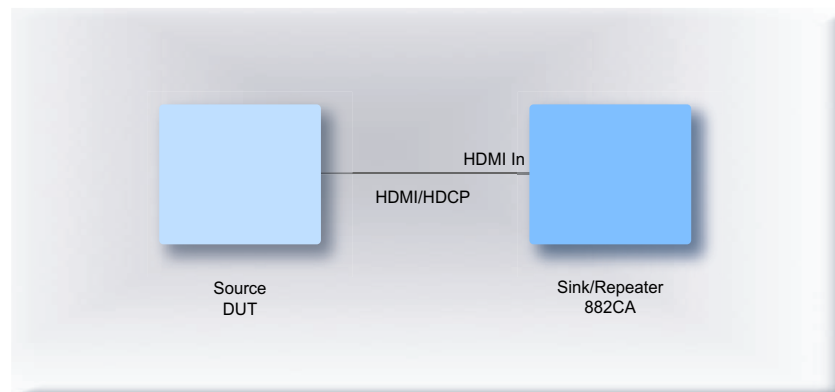 HDMI In
HDMI/HDCP
Source
DUT
Sink/Repeater
882CA